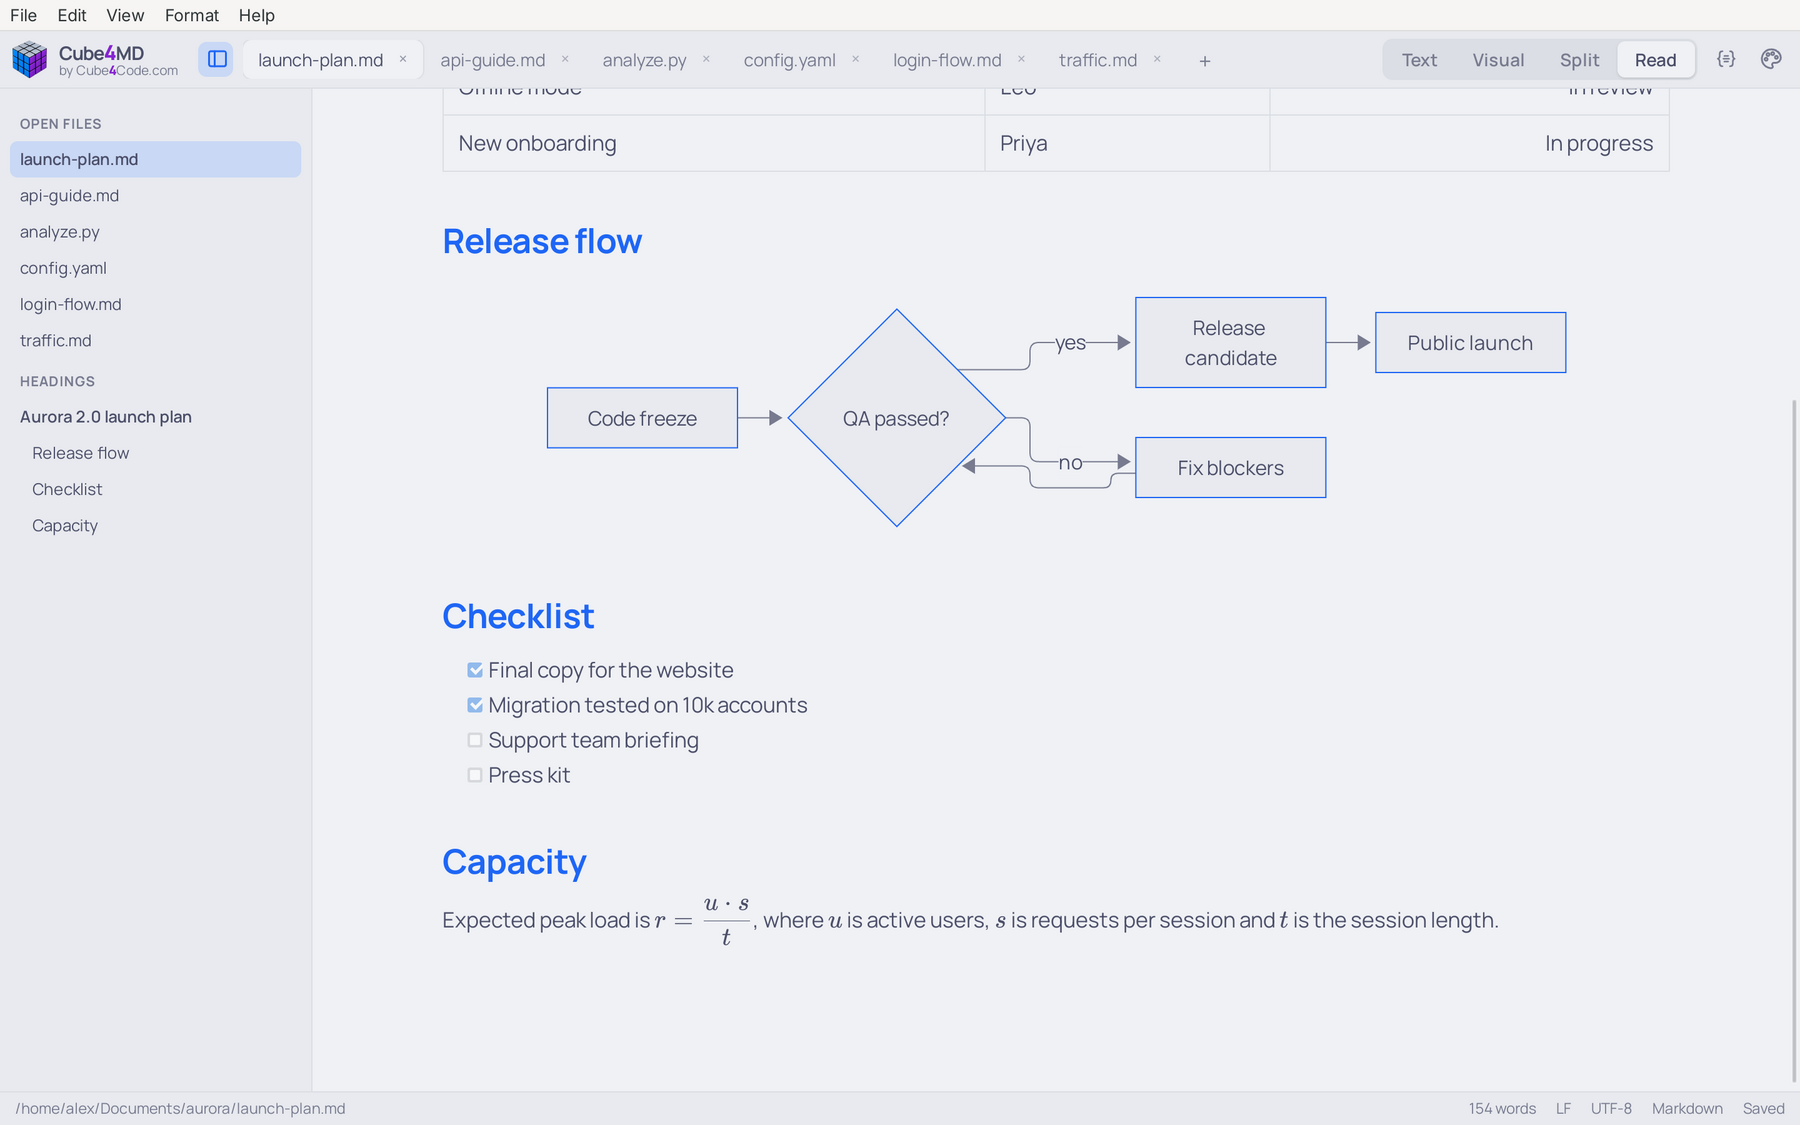 File Edit View Format Help
Cube4MD
by Cube4Code.com
launch-plan.md × api-guide.md × analyze.py × config.yaml × login-flow.md × traffic.md × +
Text Visual Split Read
OPEN FILES
launch-plan.md
api-guide.md
analyze.py
config.yaml
login-flow.md
traffic.md
HEADINGS
Aurora 2.0 launch plan
Release flow
Checklist
Capacity
Offline mode Leo In review
New onboarding Priya In progress
Release flow
Code freeze
QA passed?
yes
Release
candidate
Public launch
no
Fix blockers
Checklist
Final copy for the website
Migration tested on 10k accounts
Support team briefing
Press kit
Capacity
Expected peak load is r = u · s / t, where u is active users, s is requests per session and t is the session length.
/home/alex/Documents/aurora/launch-plan.md
154 words LF UTF-8 Markdown Saved